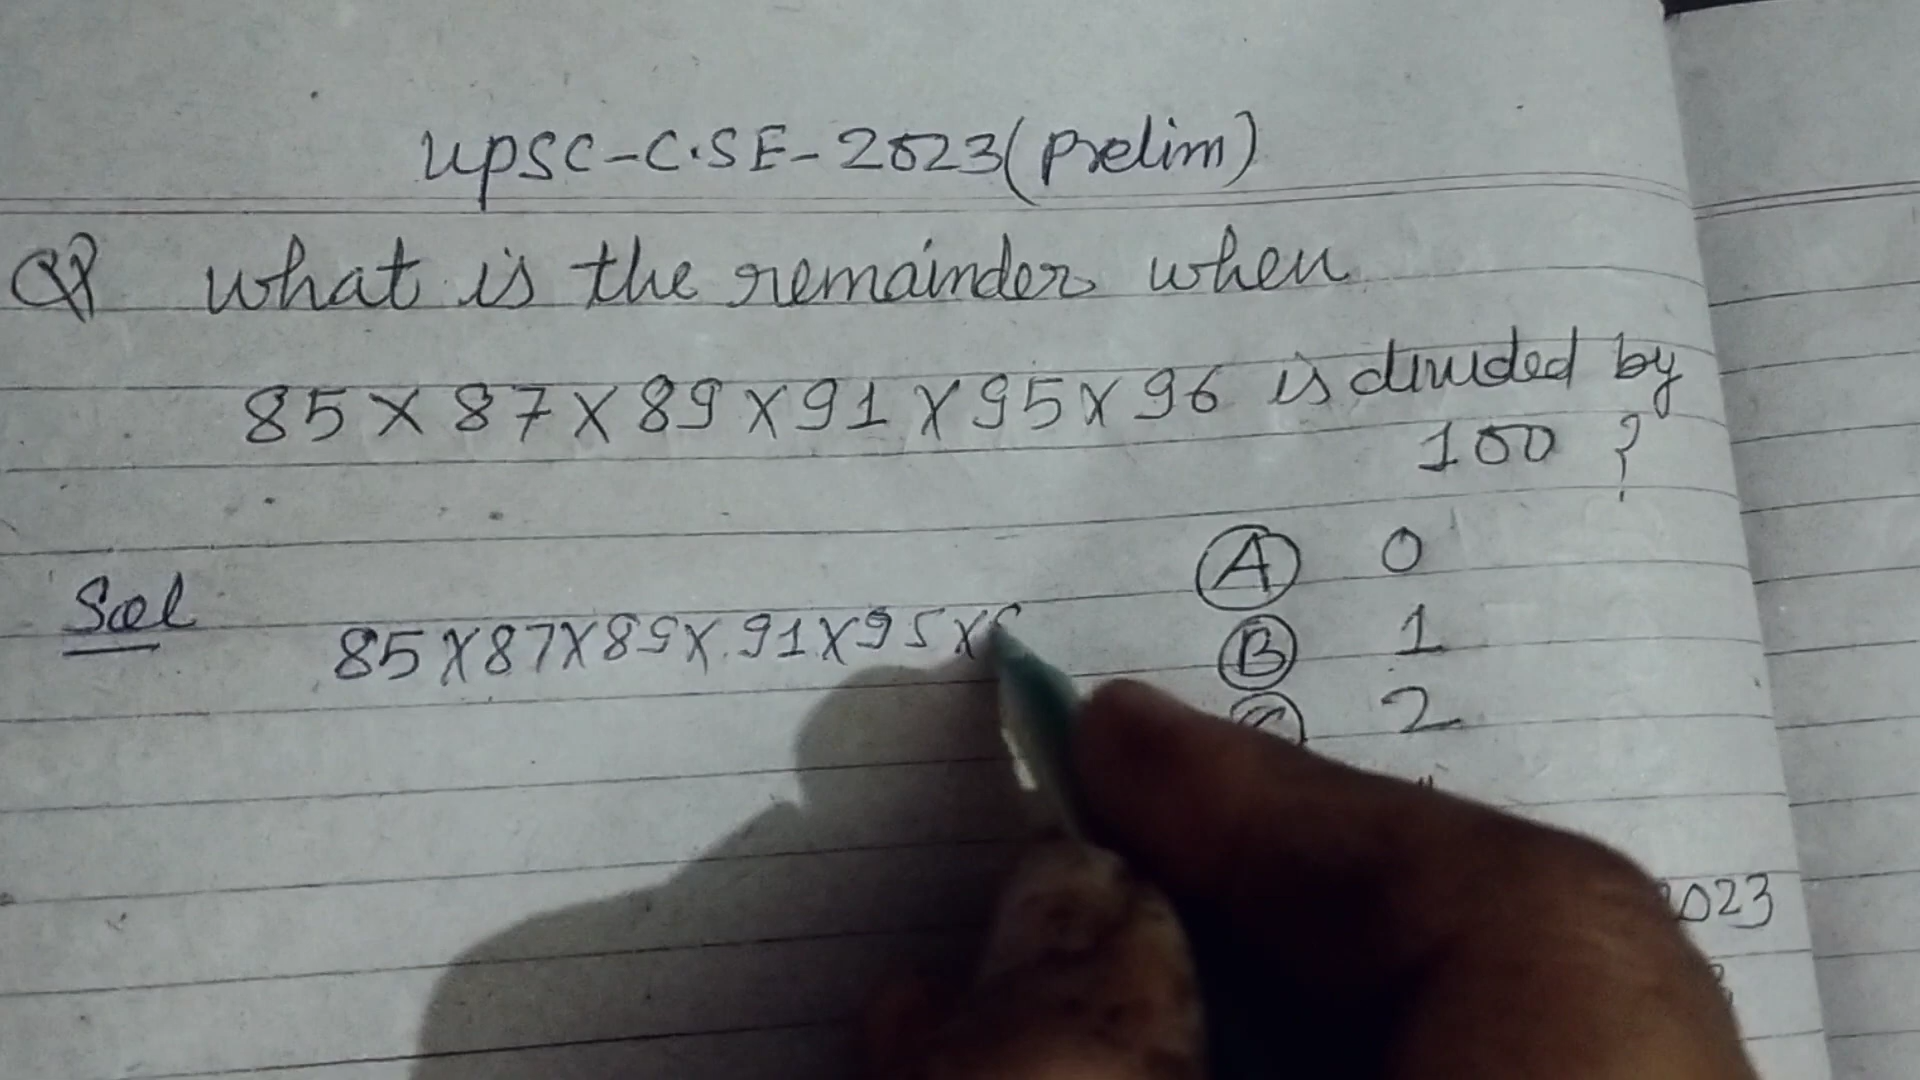 UPSC-C.SE-2023(Prelim)
Q what is the remainder when
85 X 87 X 89 X 91 X 95 X 96 is divided by
100 ?
Sol
A 0
85 X 87 X 89 X 91 X 95 X
B 1
C 2
2023